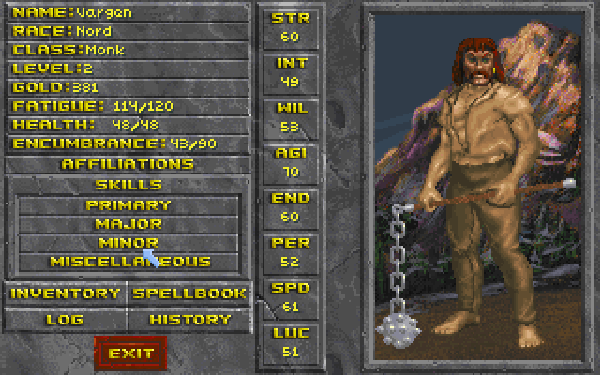 NAME:Vargen
RACE:Nord
CLASS:Monk
LEVEL:2
GOLD:381
FATIGUE: 114/120
HEALTH: 48/48
ENCUMBRANCE: 43/90
AFFILIATIONS
SKILLS
PRIMARY
MAJOR
MINOR
MISCELLANEOUS
INVENTORY SPELLBOOK
LOG HISTORY
EXIT
STR
60
INT
49
WIL
53
AGI
70
END
60
PER
52
SPD
61
LUC
51